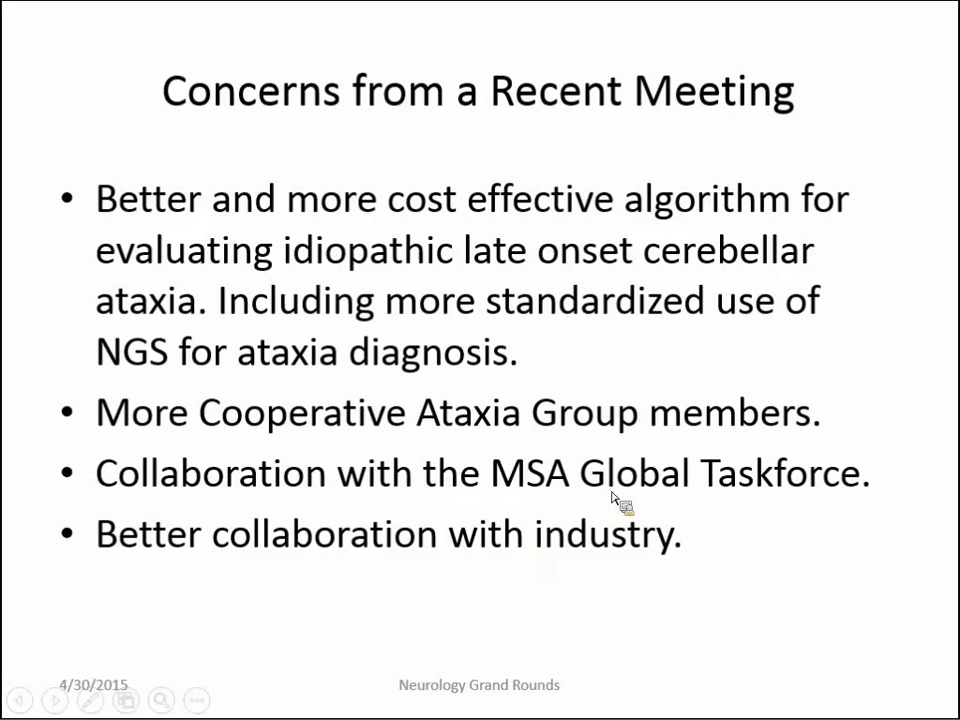 Concerns from a Recent Meeting
• Better and more cost effective algorithm for
evaluating idiopathic late onset cerebellar
ataxia. Including more standardized use of
NGS for ataxia diagnosis.
• More Cooperative Ataxia Group members.
• Collaboration with the MSA Global Taskforce.
• Better collaboration with industry.
4/30/2015
Neurology Grand Rounds